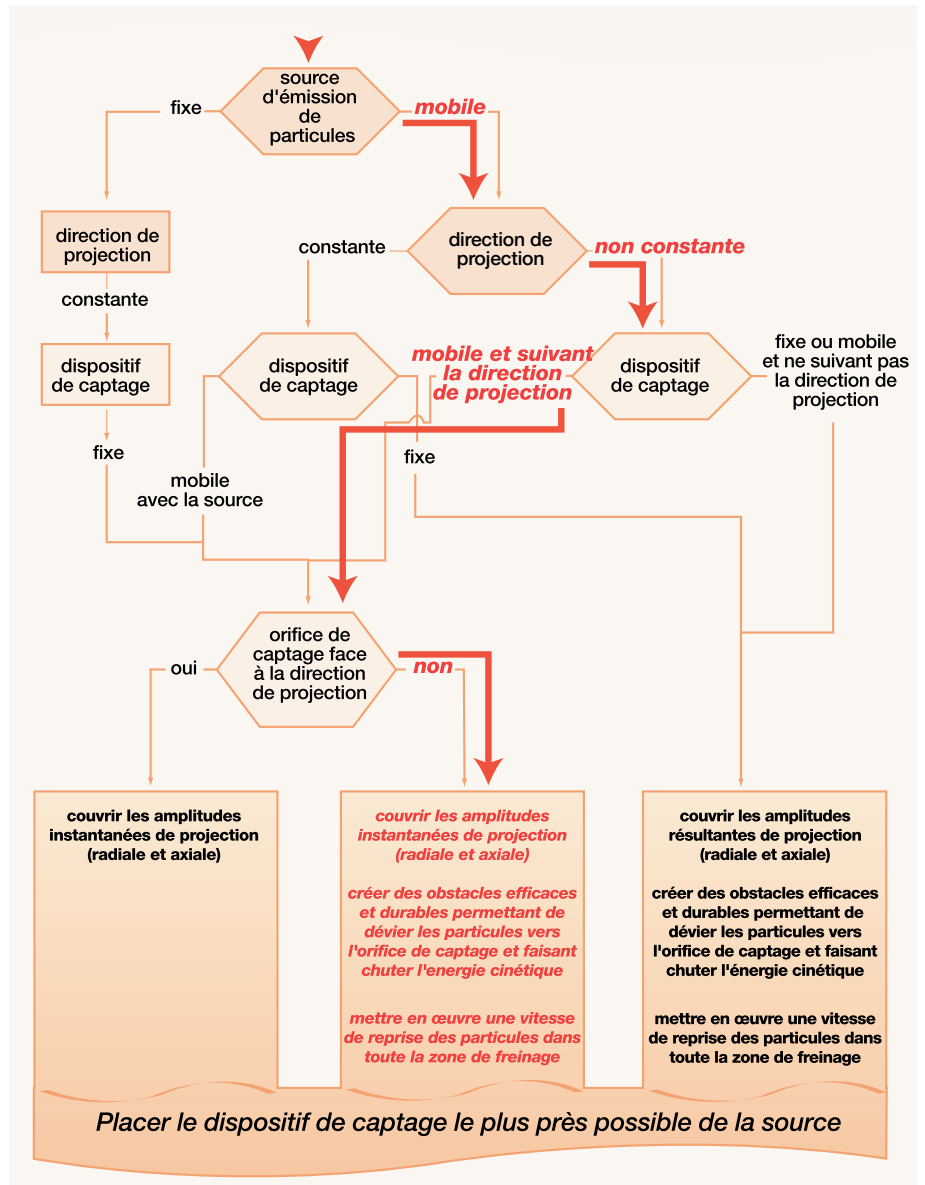 source
d'émission
de
particules
fixe
mobile
direction de
projection
constante
dispositif
de captage
fixe
direction de
projection
constante
non constante
dispositif
de captage
mobile
avec la source
fixe
dispositif
de captage
mobile et suivant
la direction
de projection
fixe ou mobile
et ne suivant pas
la direction de
projection
orifice de
captage face
à la direction
de projection
oui
non
couvrir les amplitudes
instantanées de projection
(radiale et axiale)
couvrir les amplitudes
instantanées de projection
(radiale et axiale)
créer des obstacles efficaces
et durables permettant de
dévier les particules vers
l'orifice de captage et faisant
chuter l'energie cinétique
mettre en œuvre une vitesse
de reprise des particules dans
toute la zone de freinage
couvrir les amplitudes
résultantes de projection
(radiale et axiale)
créer des obstacles efficaces
et durables permettant de
dévier les particules vers
l'orifice de captage et faisant
chuter l'énergie cinétique
mettre en œuvre une vitesse
de reprise des particules dans
toute la zone de freinage
Placer le dispositif de captage le plus près possible de la source